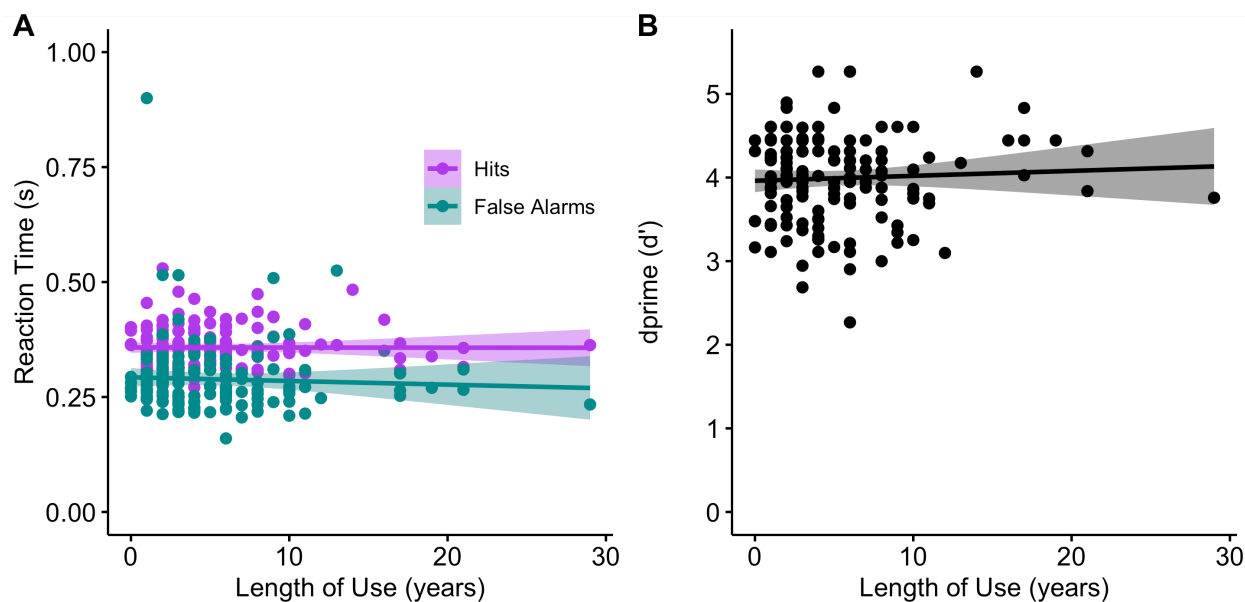 A
Reaction Time (s)
1.00
0.75
0.50
0.25
0.00
Hits
False Alarms
0
10
20
30
Length of Use (years)
B
dprime (d')
5
4
3
2
1
0
0
10
20
30
Length of Use (years)